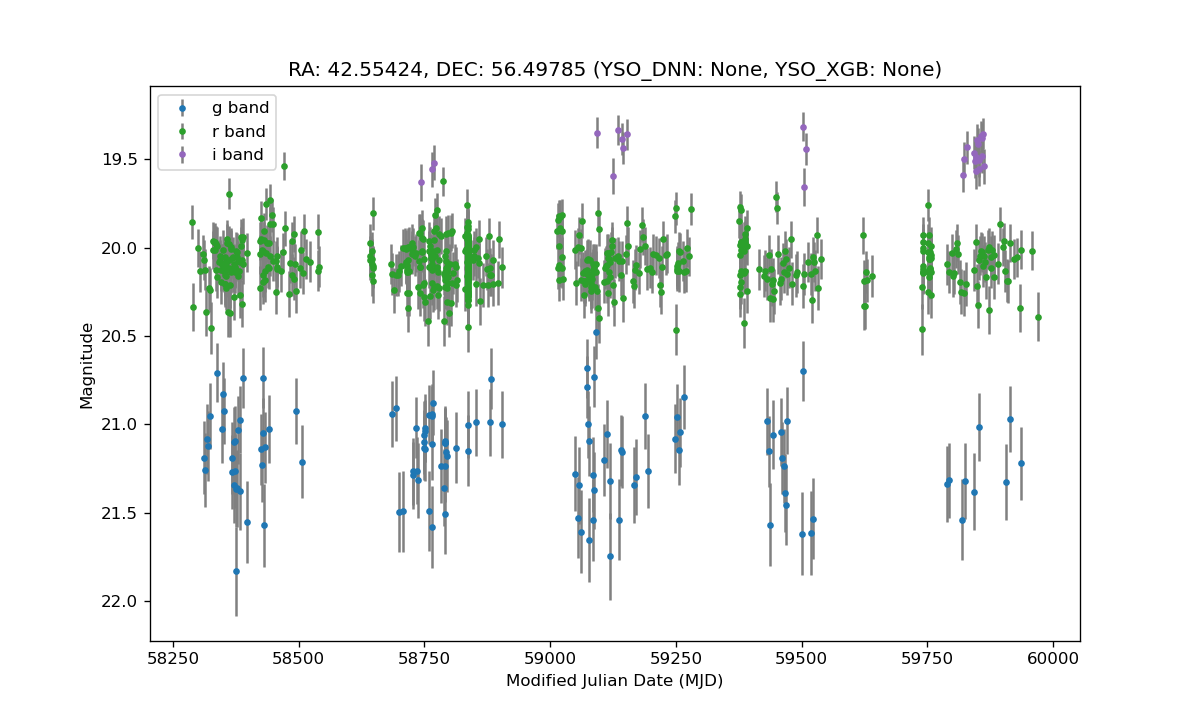 RA: 42.55424, DEC: 56.49785 (YSO_DNN: None, YSO_XGB: None)
g band
r band
i band
19.5
20.0
20.5
21.0
21.5
22.0
Magnitude
58250 58500 58750 59000 59250 59500 59750 60000
Modified Julian Date (MJD)